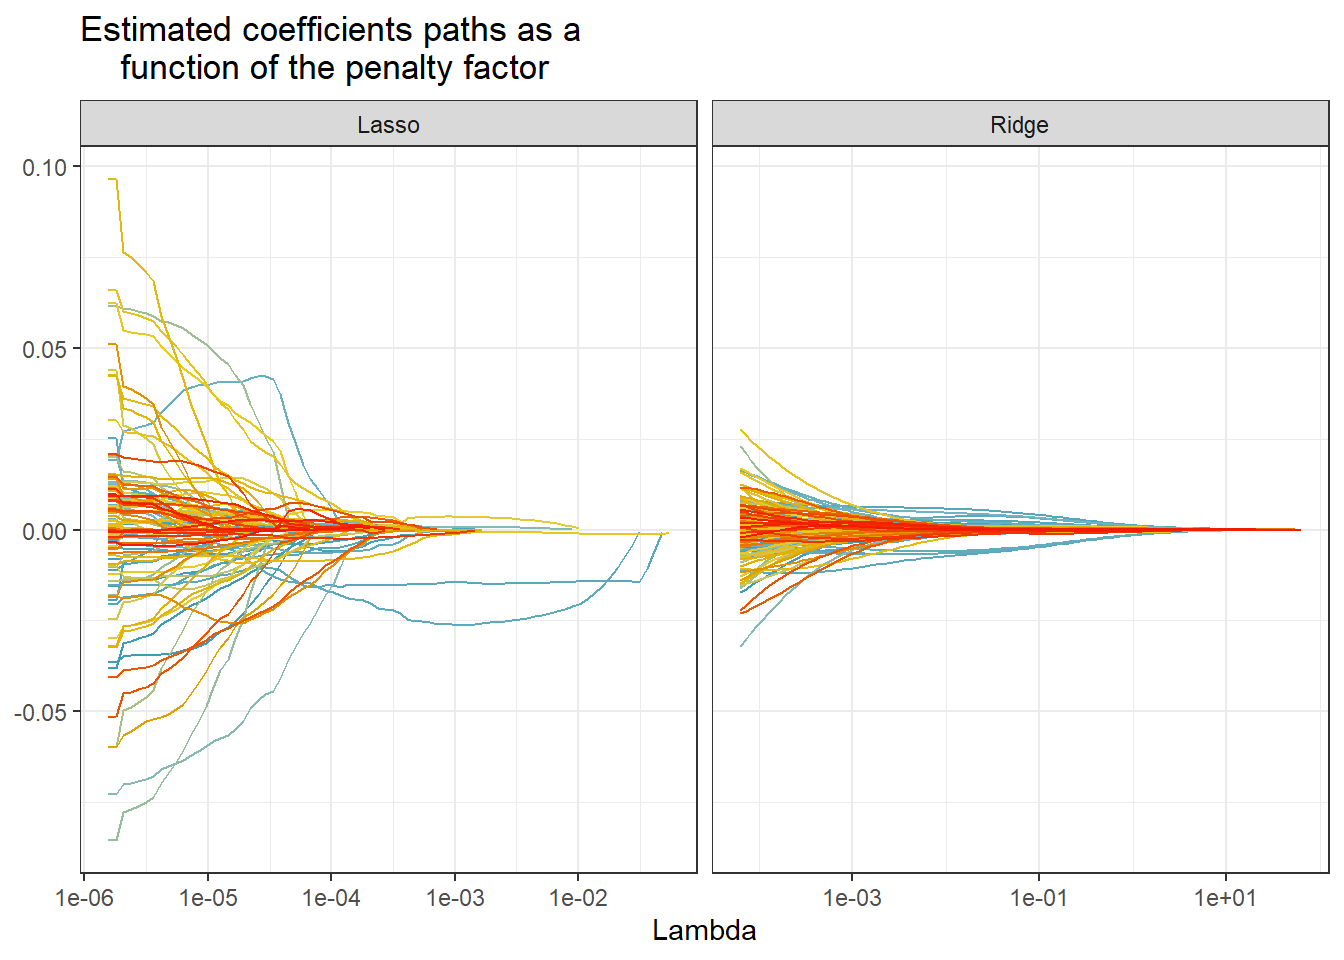 Estimated coefficients paths as a
function of the penalty factor
Lasso
Ridge
0.10
0.05
0.00
-0.05
1e-06
1e-05
1e-04
1e-03
1e-02
1e-03
1e-01
1e+01
Lambda